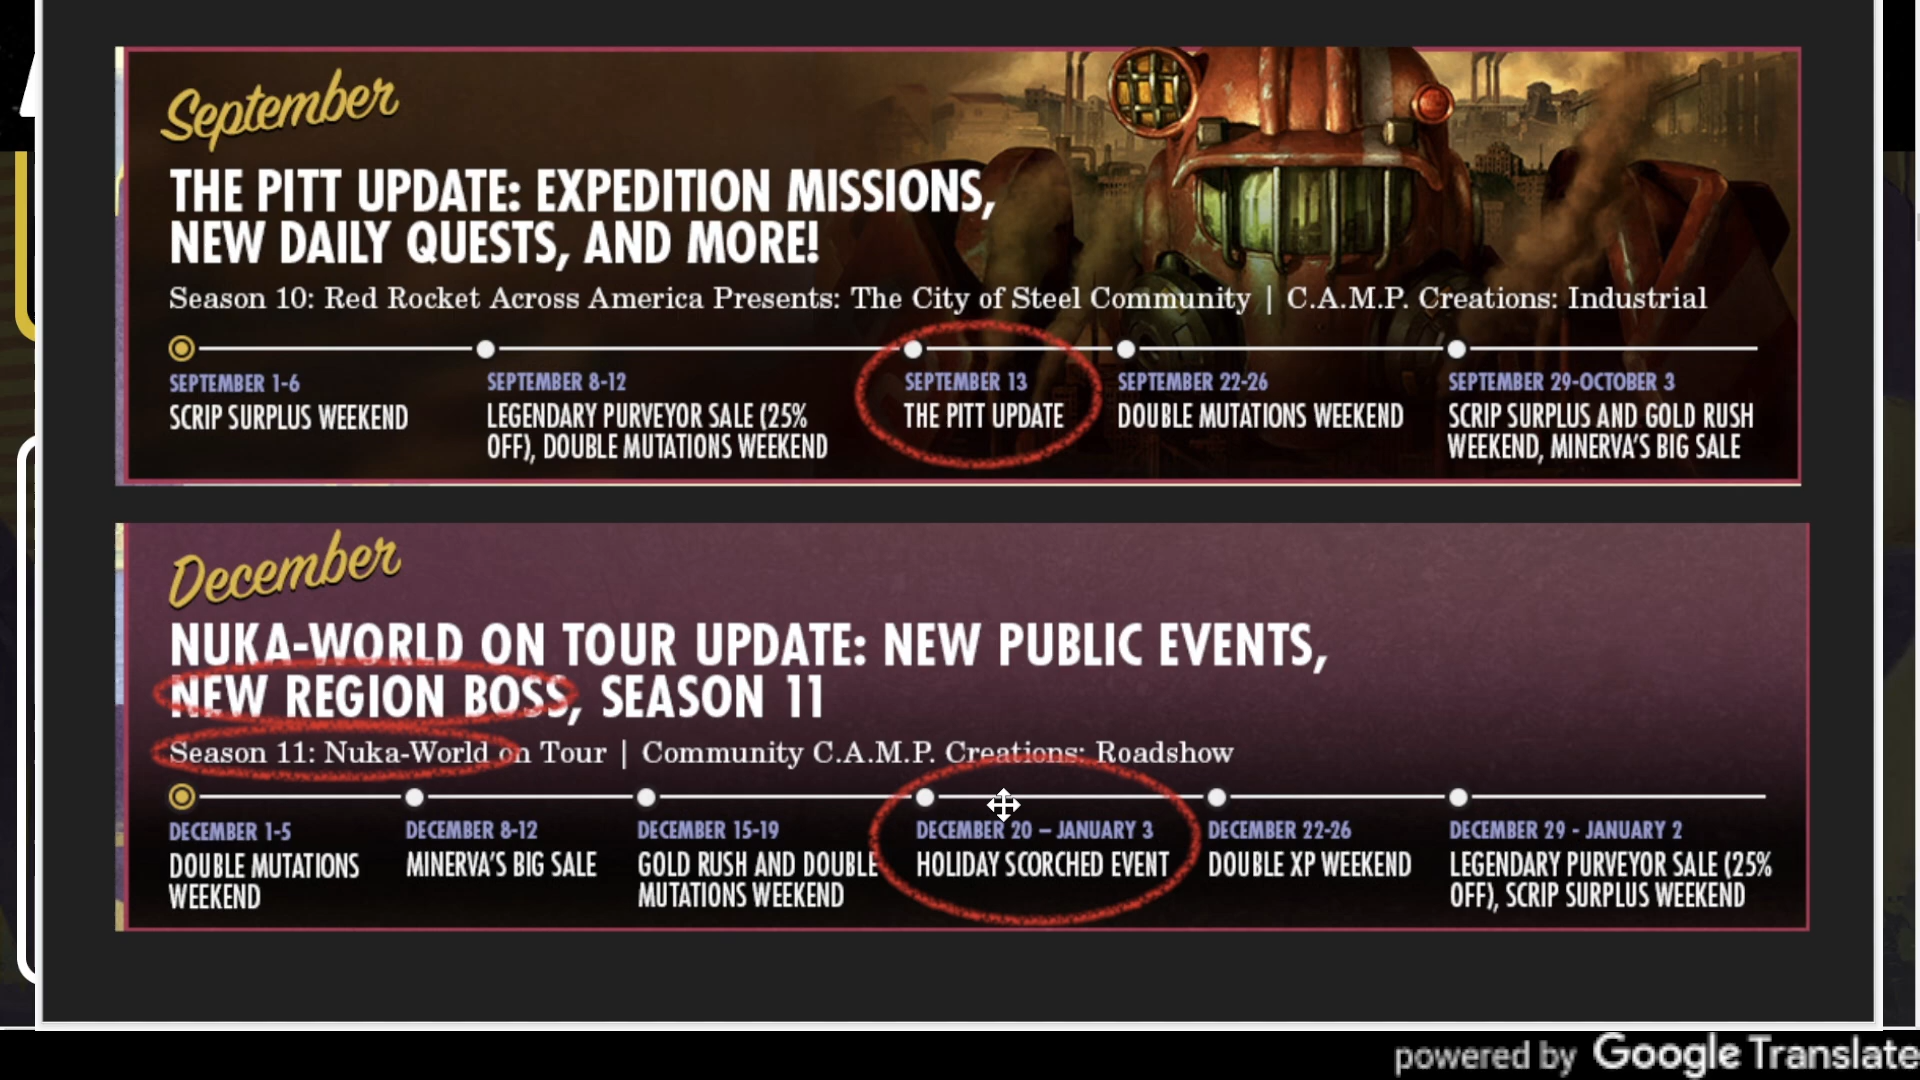 September
THE PITT UPDATE: EXPEDITION MISSIONS,
NEW DAILY QUESTS, AND MORE!
Season 10: Red Rocket Across America Presents: The City of Steel Community | C.A.M.P. Creations: Industrial
SEPTEMBER 1-6
SCRIP SURPLUS WEEKEND
SEPTEMBER 8-12
LEGENDARY PURVEYOR SALE (25%
OFF), DOUBLE MUTATIONS WEEKEND
SEPTEMBER 13
THE PITT UPDATE
SEPTEMBER 22-26
DOUBLE MUTATIONS WEEKEND
SEPTEMBER 29-OCTOBER 3
SCRIP SURPLUS AND GOLD RUSH
WEEKEND, MINERVA'S BIG SALE
December
NUKA-WORLD ON TOUR UPDATE: NEW PUBLIC EVENTS,
NEW REGION BOSS, SEASON 11
Season 11: Nuka-World on Tour | Community C.A.M.P. Creations: Roadshow
DECEMBER 1-5
DOUBLE MUTATIONS
WEEKEND
DECEMBER 8-12
MINERVA'S BIG SALE
DECEMBER 15-19
GOLD RUSH AND DOUBLE
MUTATIONS WEEKEND
DECEMBER 20 – JANUARY 3
HOLIDAY SCORCHED EVENT
DECEMBER 22-26
DOUBLE XP WEEKEND
DECEMBER 29 - JANUARY 2
LEGENDARY PURVEYOR SALE (25%
OFF), SCRIP SURPLUS WEEKEND
powered by Google Translate